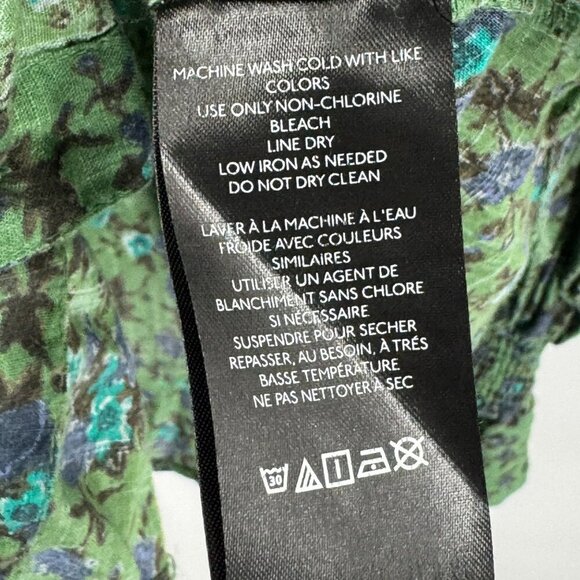 MACHINE WASH COLD WITH LIKE
COLORS
USE ONLY NON-CHLORINE
BLEACH
LINE DRY
LOW IRON AS NEEDED
DO NOT DRY CLEAN
LAVER À LA MACHINE À L'EAU
FROIDE AVEC COULEURS
SIMILAIRES
UTILISER UN AGENT DE
BLANCHIMENT SANS CHLORE
SI NÉCESSAIRE
SUSPENDRE POUR SECHER
REPASSER, AU BESOIN, À TRÉS
BASSE TEMPÉRATURE
NE PAS NETTOYER À SEC
30